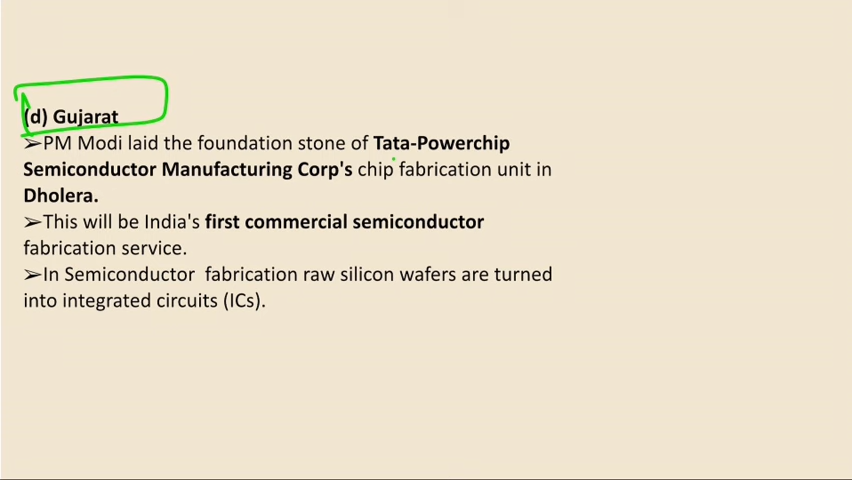 (d) Gujarat
➢PM Modi laid the foundation stone of Tata-Powerchip
Semiconductor Manufacturing Corp's chip fabrication unit in
Dholera.
➢This will be India's first commercial semiconductor
fabrication service.
➢In Semiconductor  fabrication raw silicon wafers are turned
into integrated circuits (ICs).